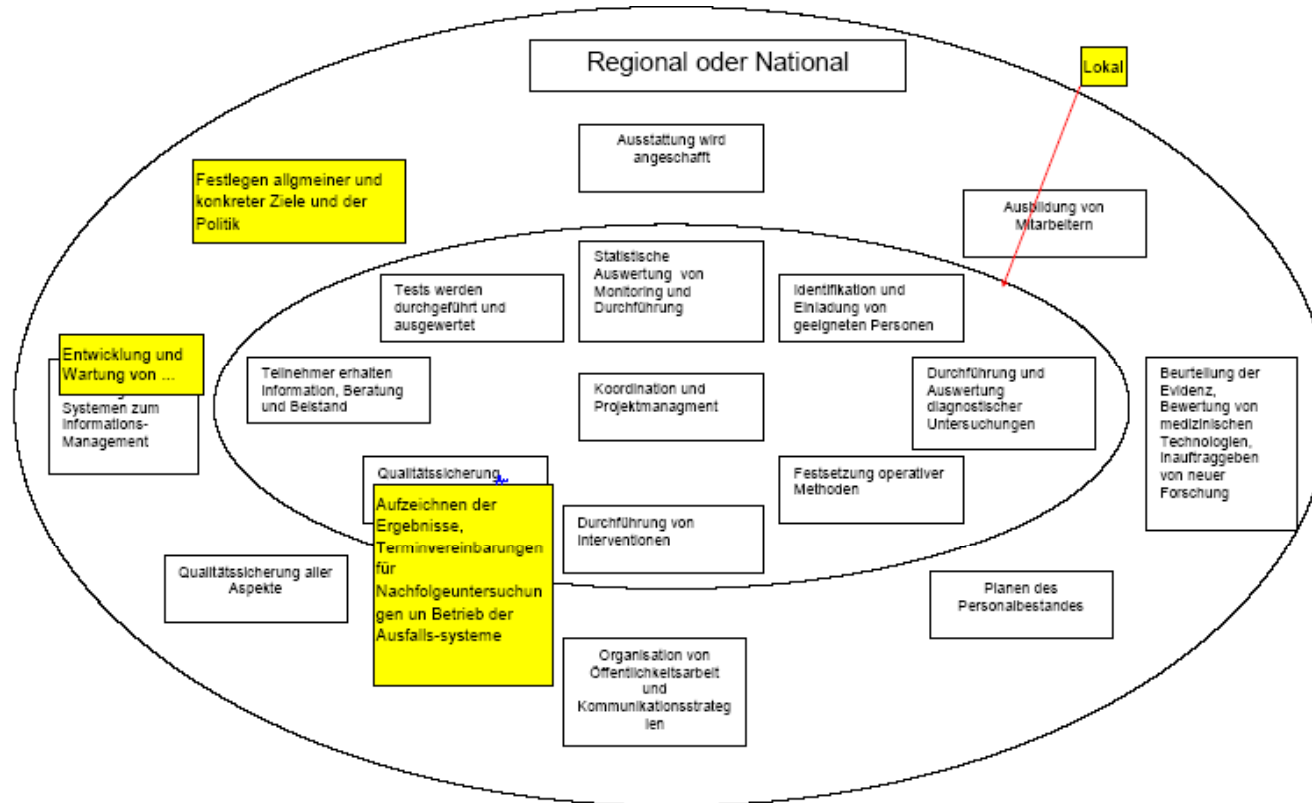 Regional oder National
Lokal
Ausstattung wird
angeschafft
Festlegen allgmeiner und
konkreter Ziele und der
Politik
Ausbildung von
Mitarbeitern
Statistische
Auswertung von
Monitoring und
Durchführung
Tests werden
durchgeführt und
ausgewertet
Identifikation und
Einladung von
geeigneten Personen
Entwicklung und
Wartung von ...
Systemen zum
Informations-
Management
Teilnehmer erhalten
Information, Beratung
und Beistand
Koordination und
Projektmanagment
Durchführung und
Auswertung
diagnostischer
Untersuchungen
Beurteilung der
Evidenz,
Bewertung von
medizinischen
Technologien,
Inauftraggeben
von neuer
Forschung
Qualitätssicherung
Aufzeichnen der
Ergebnisse,
Terminvereinbarungen
für
Nachfolgeuntersuchun
gen un Betrieb der
Ausfalls-systeme
Festsetzung operativer
Methoden
Durchführung von
Interventionen
Qualitätssicherung aller
Aspekte
Planen des
Personalbestandes
Organisation von
Öffentlichkeitsarbeit
und
Kommunikationsstrateg
ien